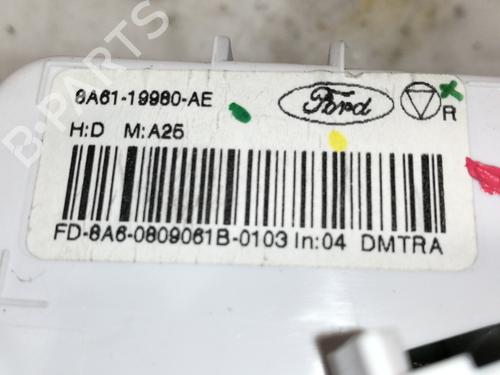 B-PARTS
8A61-19980-AE
Ford
R
H:D M:A25
FD-8A6-0809061B-0103 In:04 DMTRA